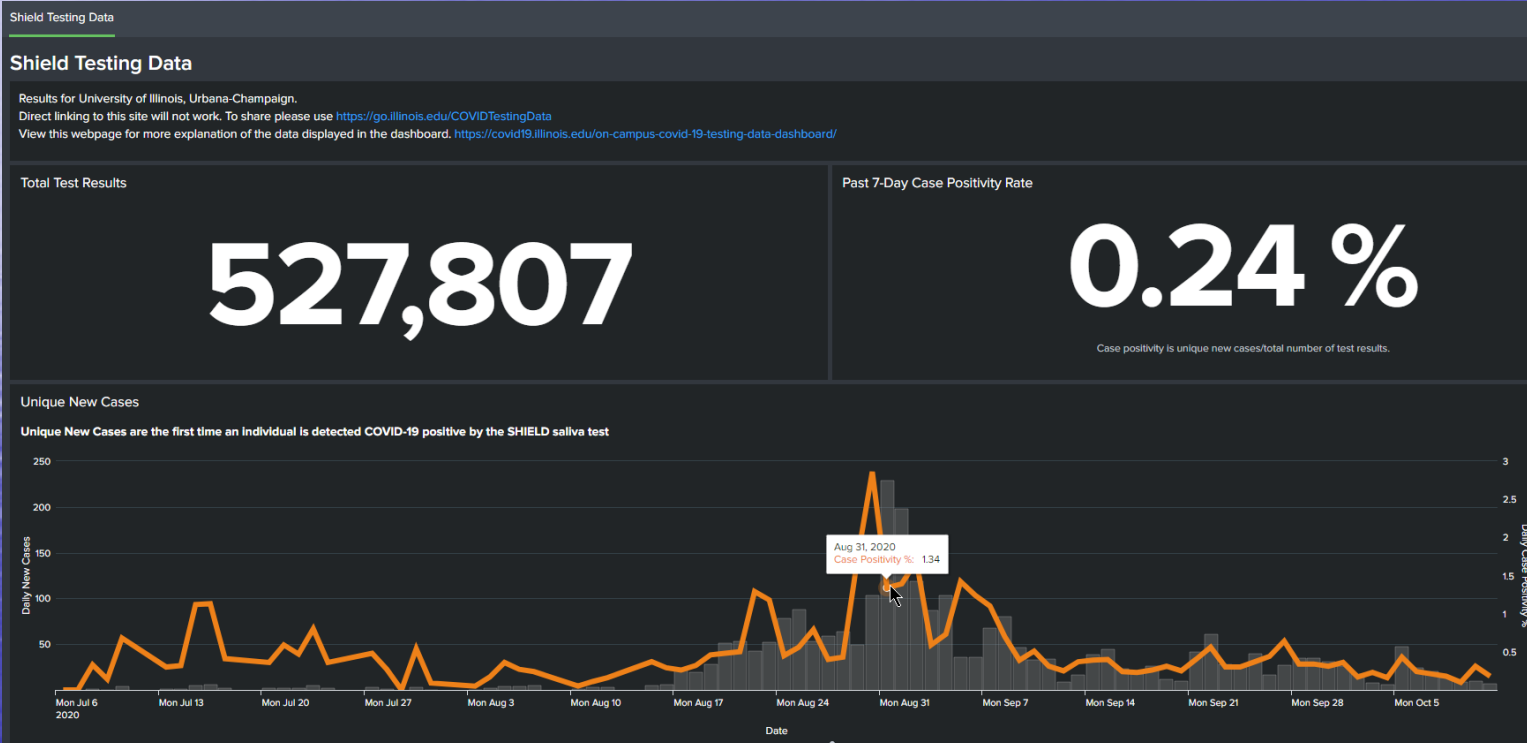 Shield Testing Data
Shield Testing Data
Results for University of Illinois, Urbana-Champaign.
Direct linking to this site will not work. To share please use https://go.illinois.edu/COVIDTestingData
View this webpage for more explanation of the data displayed in the dashboard. https://covid19.illinois.edu/on-campus-covid-19-testing-data-dashboard/
Total Test Results
527,807
Past 7-Day Case Positivity Rate
0.24 %
Case positivity is unique new cases/total number of test results.
Unique New Cases
Unique New Cases are the first time an individual is detected COVID-19 positive by the SHIELD saliva test
Daily New Cases
250
200
150
100
50
Aug 31, 2020
Case Positivity %: 1.34
3
2.5
2
1.5
1
0.5
Daily Case Positivity %
Mon Jul 6 Mon Jul 13 Mon Jul 20 Mon Jul 27 Mon Aug 3 Mon Aug 10 Mon Aug 17 Mon Aug 24 Mon Aug 31 Mon Sep 7 Mon Sep 14 Mon Sep 21 Mon Sep 28 Mon Oct 5
2020
Date